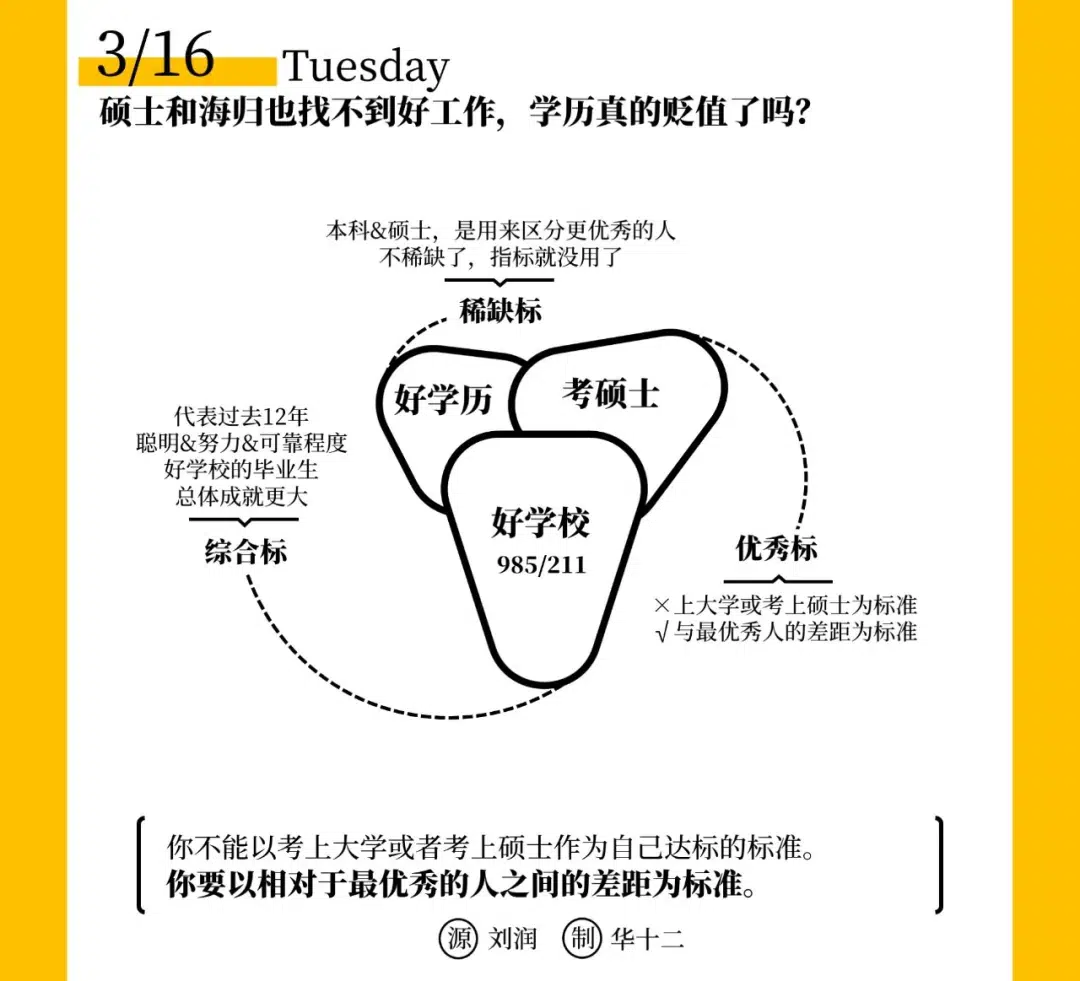 3/16 Tuesday
硕士和海归也找不到好工作，学历真的贬值了吗？
本科&硕士，是用来区分更优秀的人
不稀缺了，指标就没用了
稀缺标
好学历
考硕士
代表过去12年
聪明&努力&可靠程度
好学校的毕业生
总体成就更大
综合标
好学校
985/211
优秀标
×上大学或考上硕士为标准
√与最优秀人的差距为标准
你不能以考上大学或者考上硕士作为自己达标的标准。
你要以相对于最优秀的人之间的差距为标准。
源 刘润 制 华十二